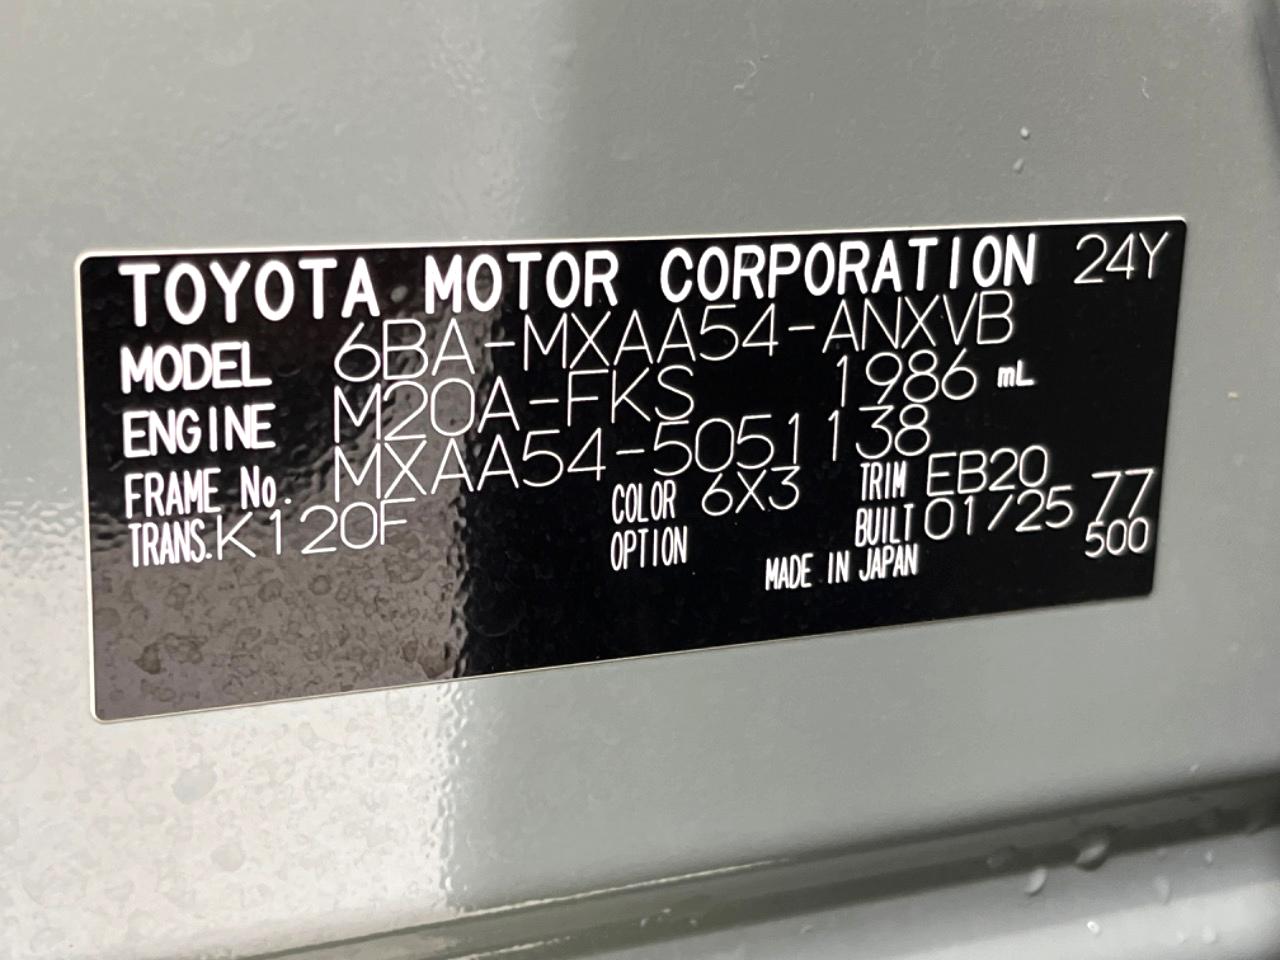 TOYOTA MOTOR CORPORATION 24Y
MODEL 6BA-MXAA54-ANXVB
ENGINE M20A-FKS 1986 mL
FRAME No. MXAA54-5051138
TRANS. K120F COLOR 6X3 TRIM EB20 77
OPTION BUILT 01/25 500
MADE IN JAPAN